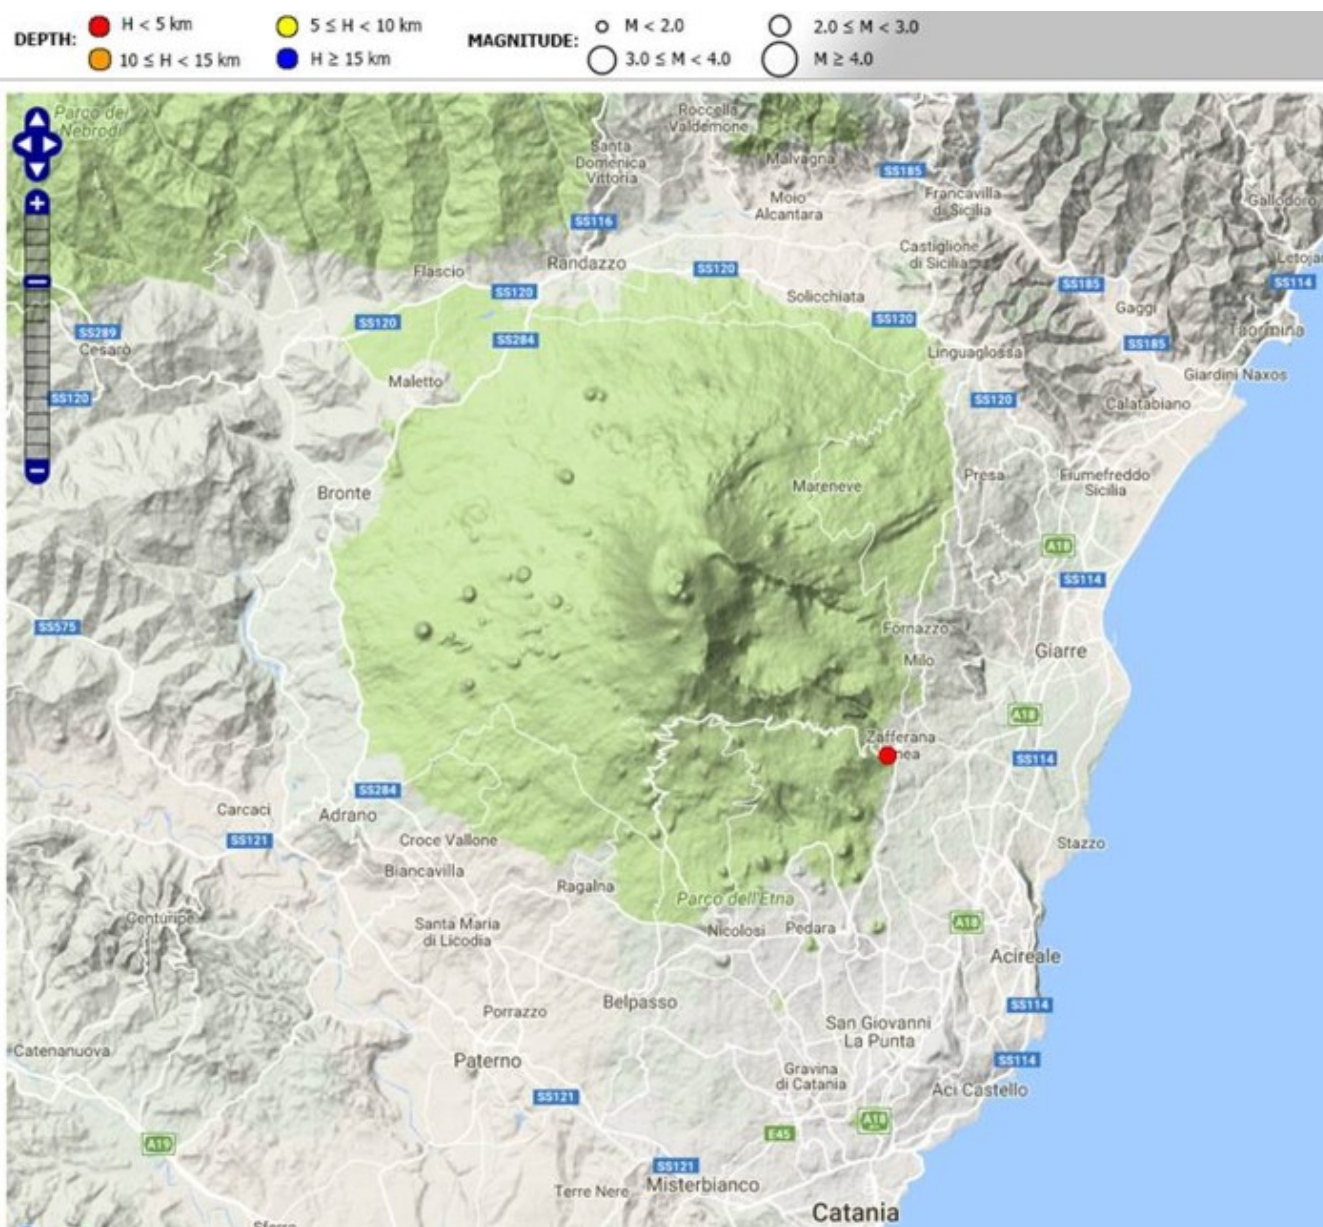 DEPTH:
H < 5 km
5 ≤ H < 10 km
10 ≤ H < 15 km
H ≥ 15 km
MAGNITUDE:
M < 2.0
2.0 ≤ M < 3.0
3.0 ≤ M < 4.0
M ≥ 4.0
Parco dei
Nebrodi
Roccella
Valdemone
Santa
Domenica
Vittoria
Malvagna
SS185
Moio
Alcantara
Francavilla
di Sicilia
Gallodoro
SS116
Castiglione
di Sicilia
Letojan
Flascio
Randazzo
SS120
SS185
SS114
SS120
Solicchiata
Gaggi
SS120
SS120
SS289
Cesarò
SS284
Linguaglossa
SS185
Taormina
Maletto
Giardini Naxos
SS120
SS120
Calatabiano
Bronte
Mareneve
Presa
Fiumefreddo
Sicilia
A18
SS114
SS575
Fornazzo
Milo
Giarre
A18
Zafferana
nea
SS114
SS284
Carcaci
Adrano
SS121
Croce Vallone
Biancavilla
Stazzo
Ragalna
Parco dell'Etna
Centuripe
Santa Maria
di Licodia
Nicolosi
Pedara
A18
Acireale
Belpasso
SS114
Porrazzo
San Giovanni
La Punta
Catenanuova
Paterno
SS114
Gravina
di Catania
Aci Castello
SS121
A18
A19
E45
SS121
Terre Nere
Misterbianco
Catania
Sferro